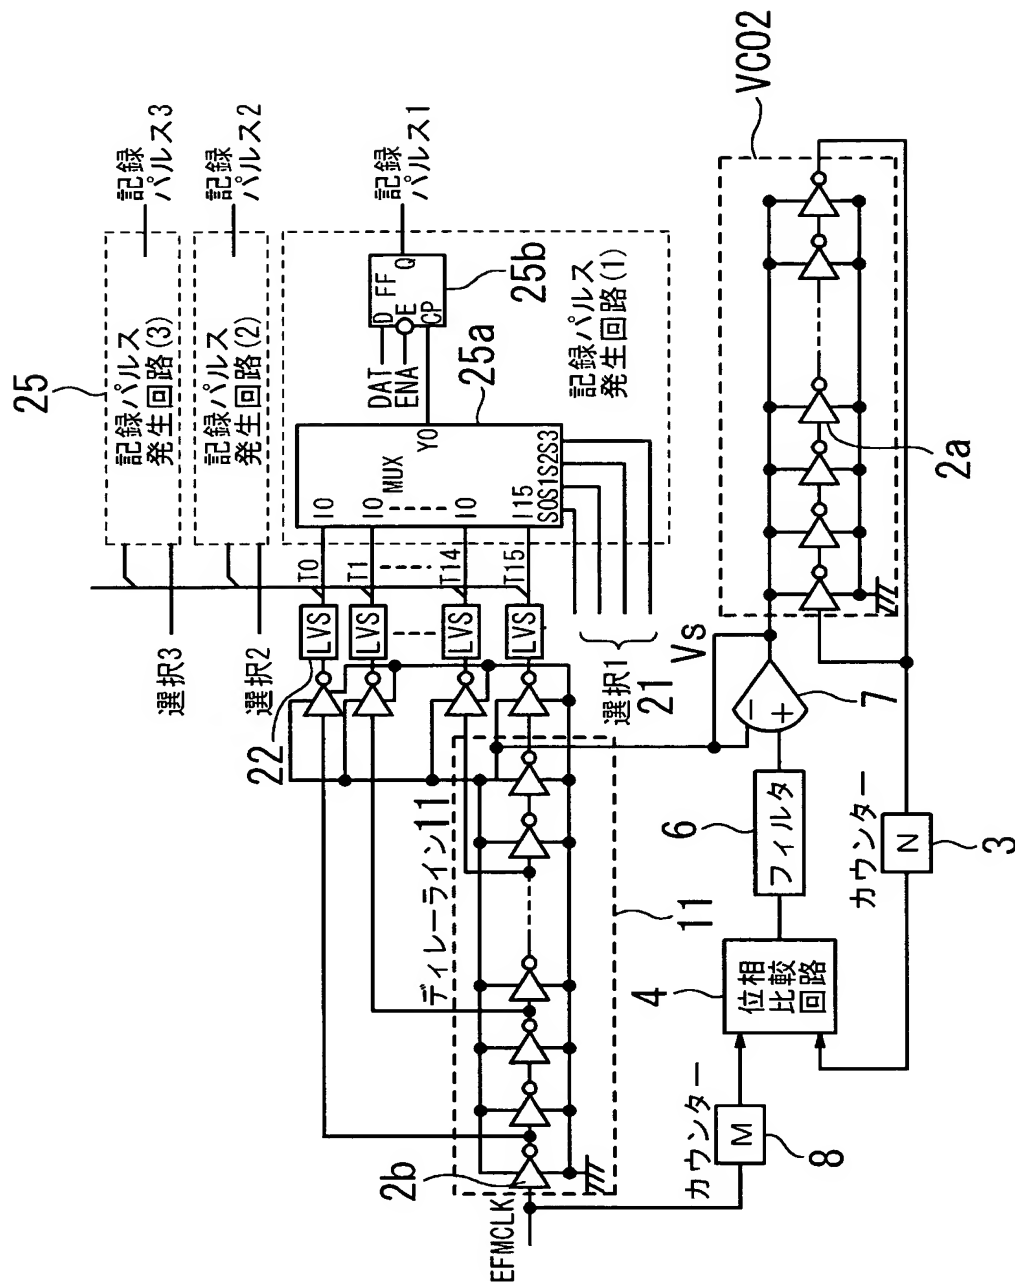 25
記録パルス
発生回路(3)
記録
パルス3
選択3
記録パルス
発生回路(2)
記録
パルス2
選択2
22
LVS
LVS
LVS
LVS
T0
T1
T14
T15
I0
I0
I0
I15
MUX
Y0
S0S1S2S3
25a
DAT
ENA
D
E
FF
CP
Q
25b
記録
パルス1
記録パルス
発生回路(1)
選択1
21
ディレーライン11
2b
EFMCLK
11
Vs
VCO2
2a
7
−
+
6
フィルタ
4
位相
比較
回路
カウンター
M
8
カウンター
N
3